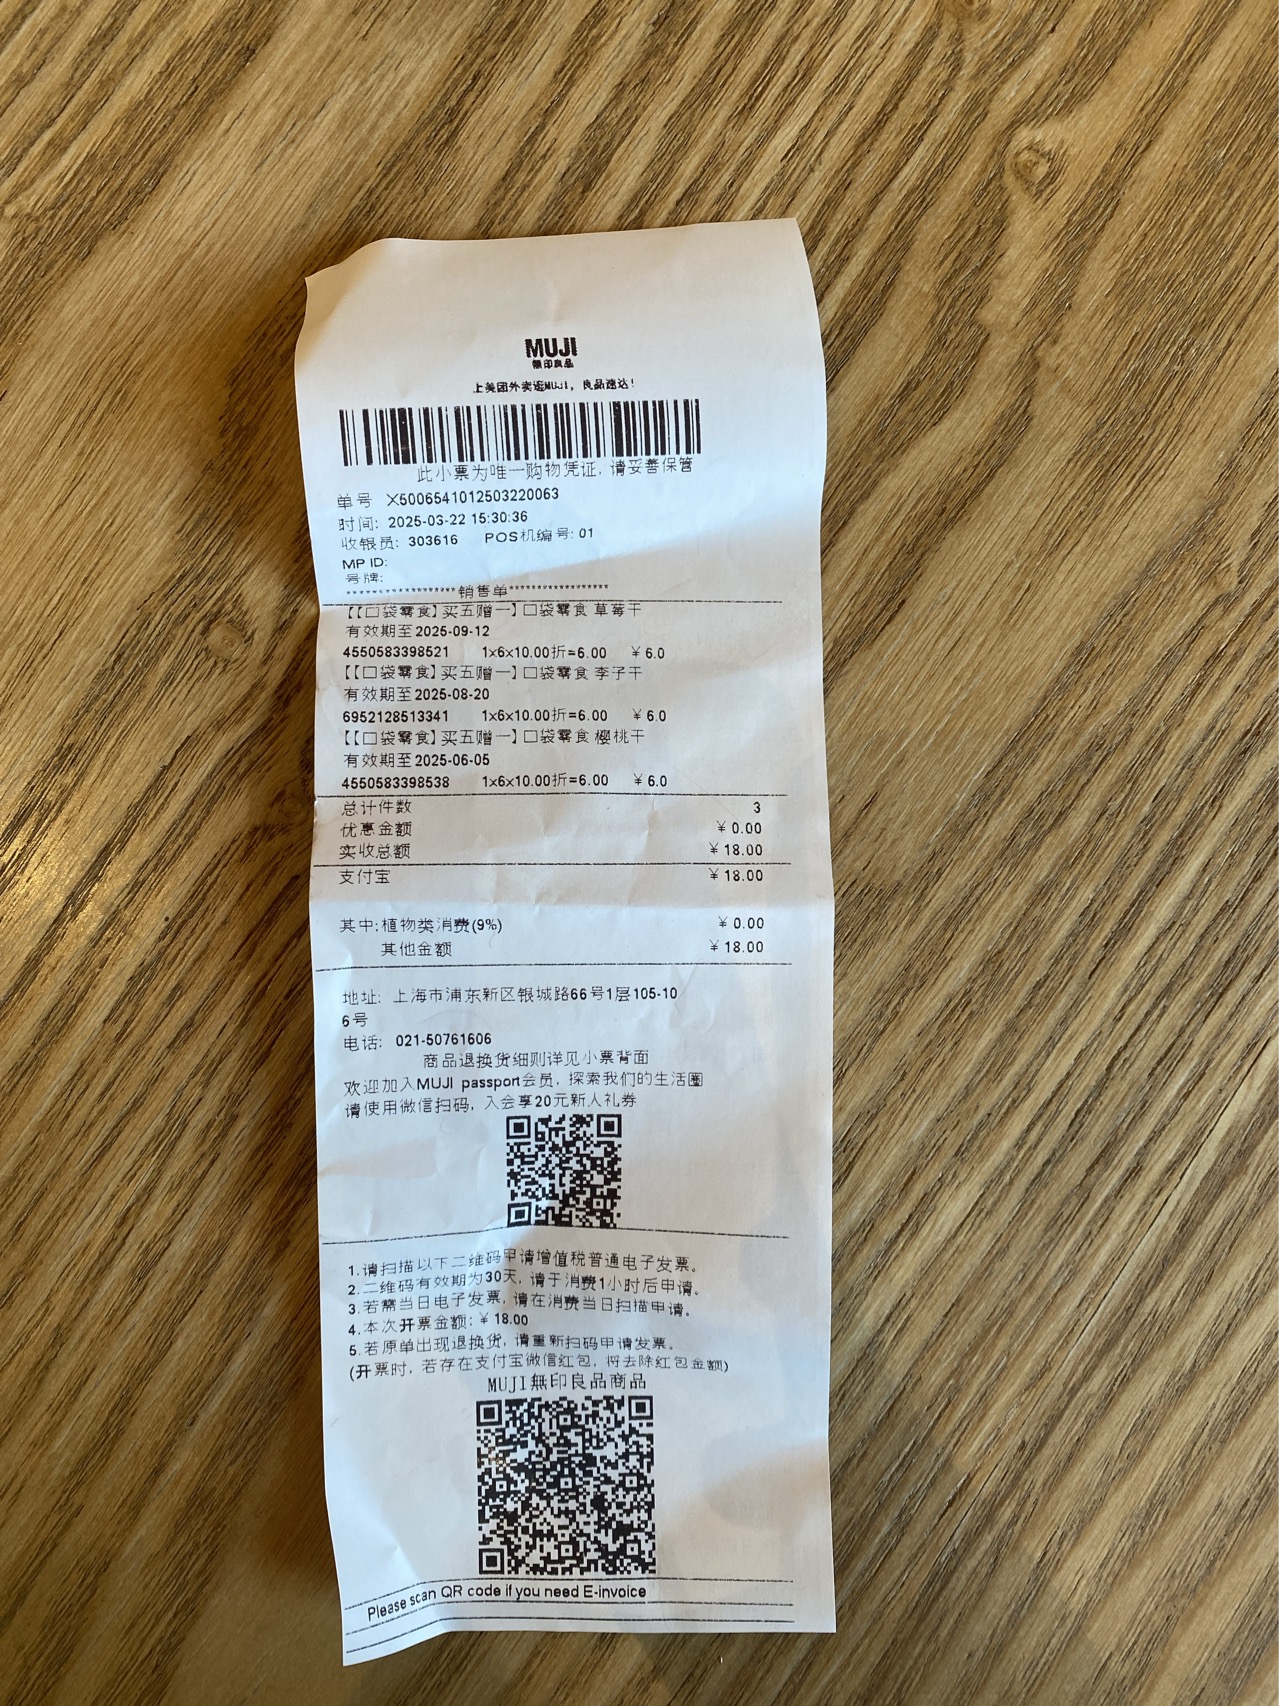 MUJI
無印良品
上美团外卖逛MUJI，良品速达！
此小票为唯一购物凭证，请妥善保管
单号 X5006541012503220063
时间: 2025-03-22 15:30:36
收银员: 303616 POS机编号: 01
MP ID:
号牌:
******************销售单******************
【【口袋零食】买五赠一】口袋零食 草莓干
有效期至2025-09-12
4550583398521 1x6x10.00折=6.00 ￥6.0
【【口袋零食】买五赠一】口袋零食 李子干
有效期至2025-08-20
6952128513341 1x6x10.00折=6.00 ￥6.0
【【口袋零食】买五赠一】口袋零食 樱桃干
有效期至2025-06-05
4550583398538 1x6x10.00折=6.00 ￥6.0
总计件数 3
优惠金额 ￥0.00
实收总额 ￥18.00
支付宝 ￥18.00
其中:植物类消费(9%) ￥0.00
其他金额 ￥18.00
地址: 上海市浦东新区银城路66号1层105-10
6号
电话: 021-50761606
商品退换货细则详见小票背面
欢迎加入MUJI passport会员，探索我们的生活圈
请使用微信扫码，入会享20元新人礼券
1.请扫描以下二维码申请增值税普通电子发票。
2.二维码有效期为30天，请于消费1小时后申请。
3.若需当日电子发票，请在消费当日扫描申请。
4.本次开票金额:￥18.00
5.若原单出现退换货，请重新扫码申请发票。
(开票时，若存在支付宝微信红包，将去除红包金额)
MUJI無印良品商品
Please scan QR code if you need E-invoice